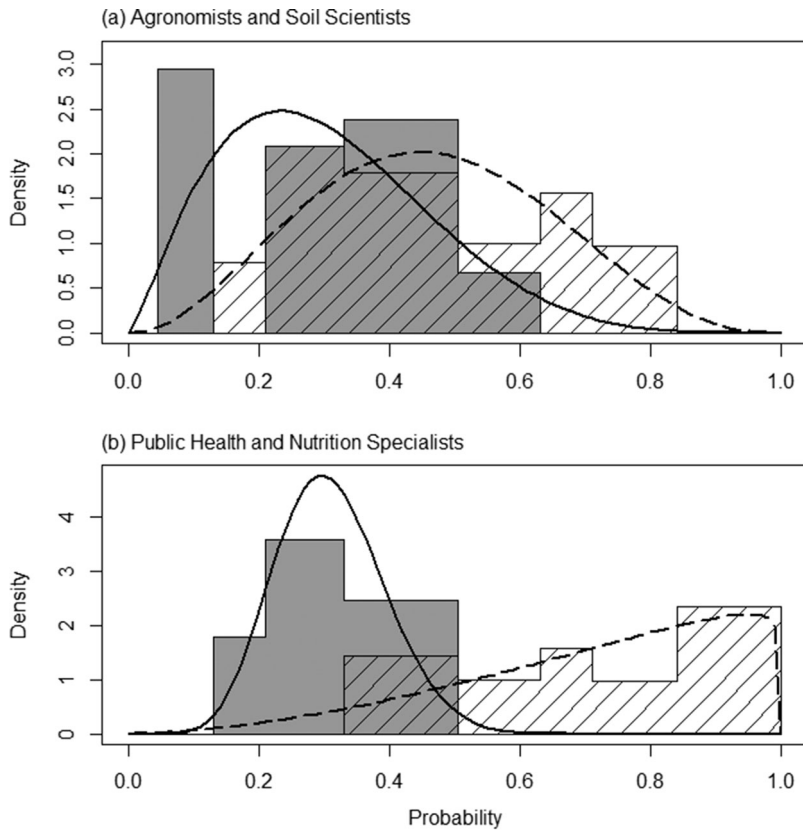 (a) Agronomists and Soil Scientists
Density
3.0
2.5
2.0
1.5
1.0
0.5
0.0
0.0 0.2 0.4 0.6 0.8 1.0
(b) Public Health and Nutrition Specialists
Density
4
3
2
1
0
0.0 0.2 0.4 0.6 0.8 1.0
Probability